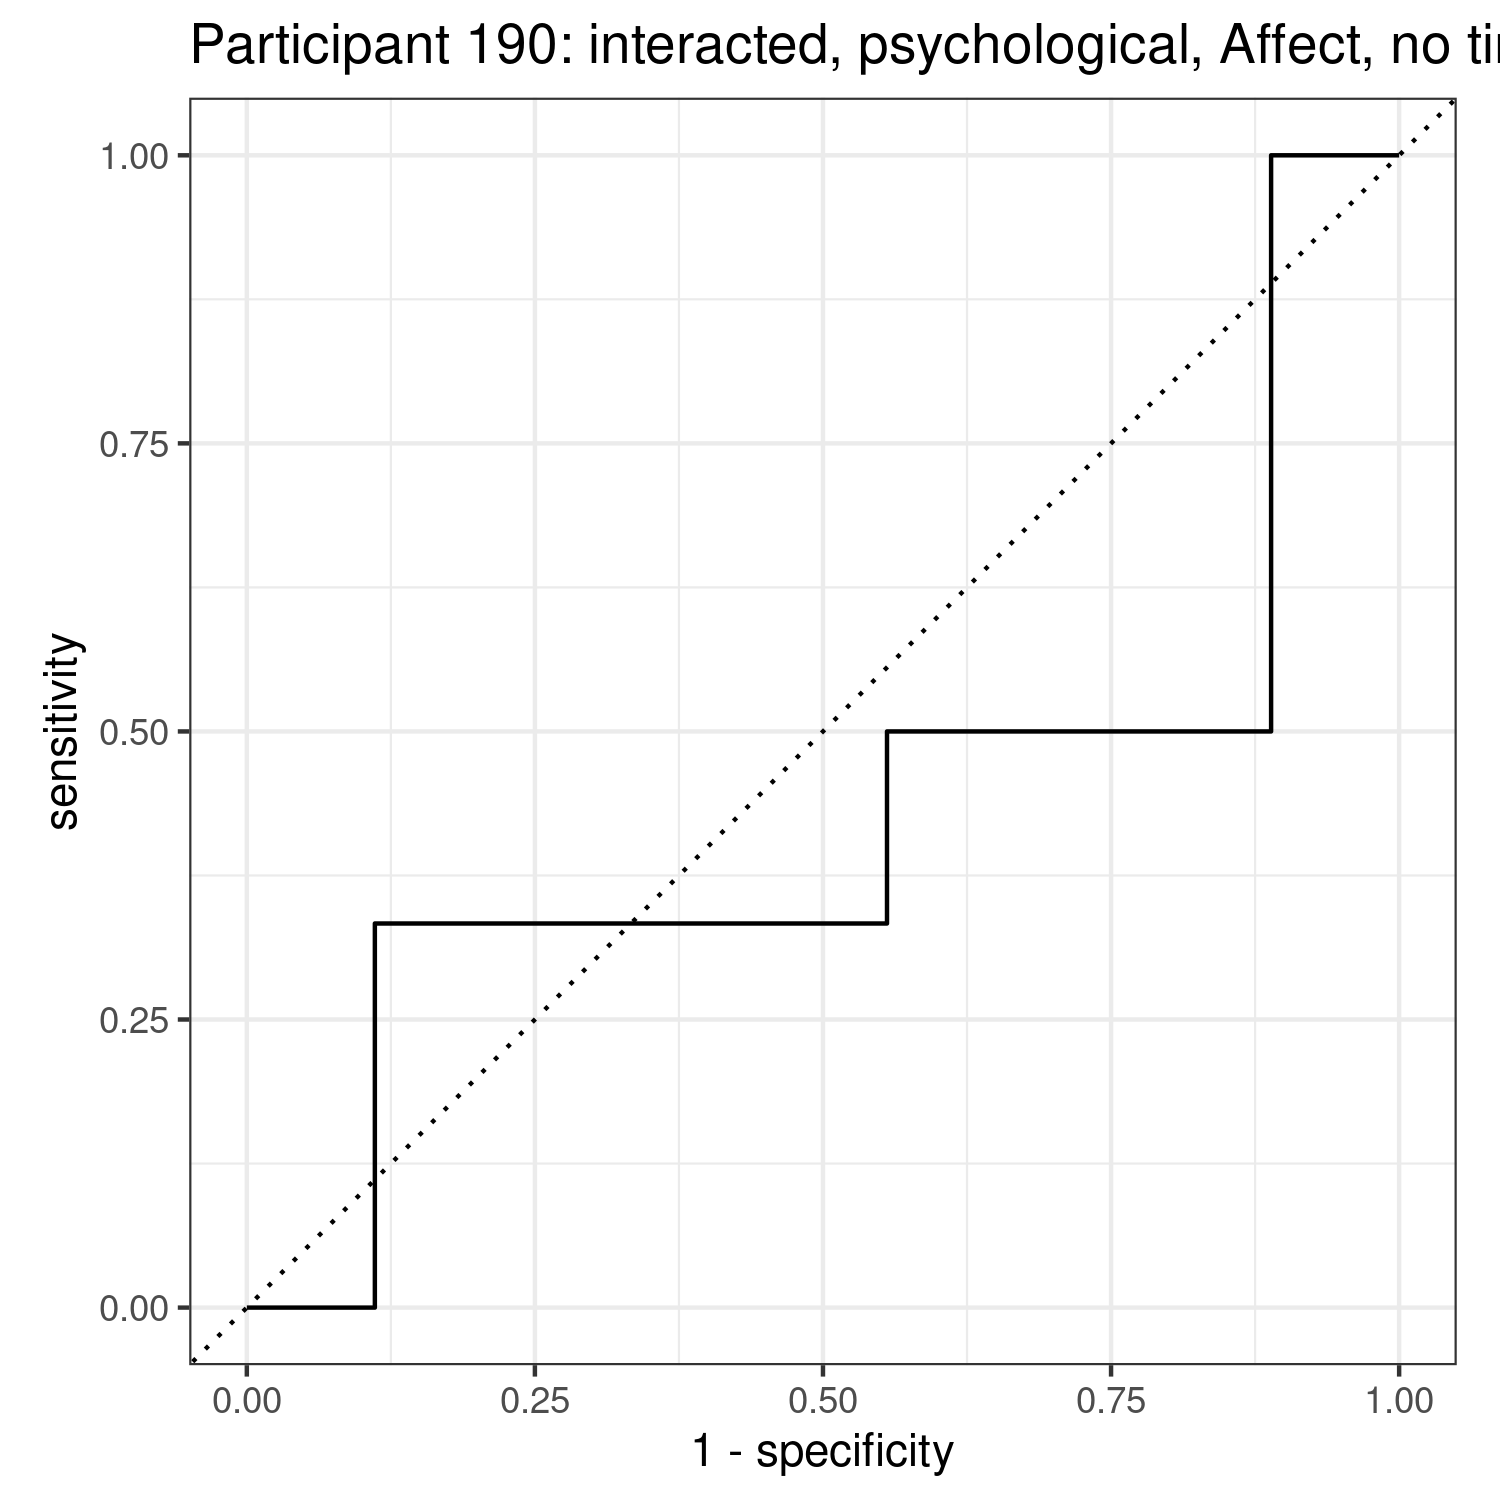 Participant 190: interacted, psychological, Affect, no
1.00
0.75
0.50
0.25
0.00
sensitivity
0.00 0.25 0.50 0.75 1.00
1 - specificity